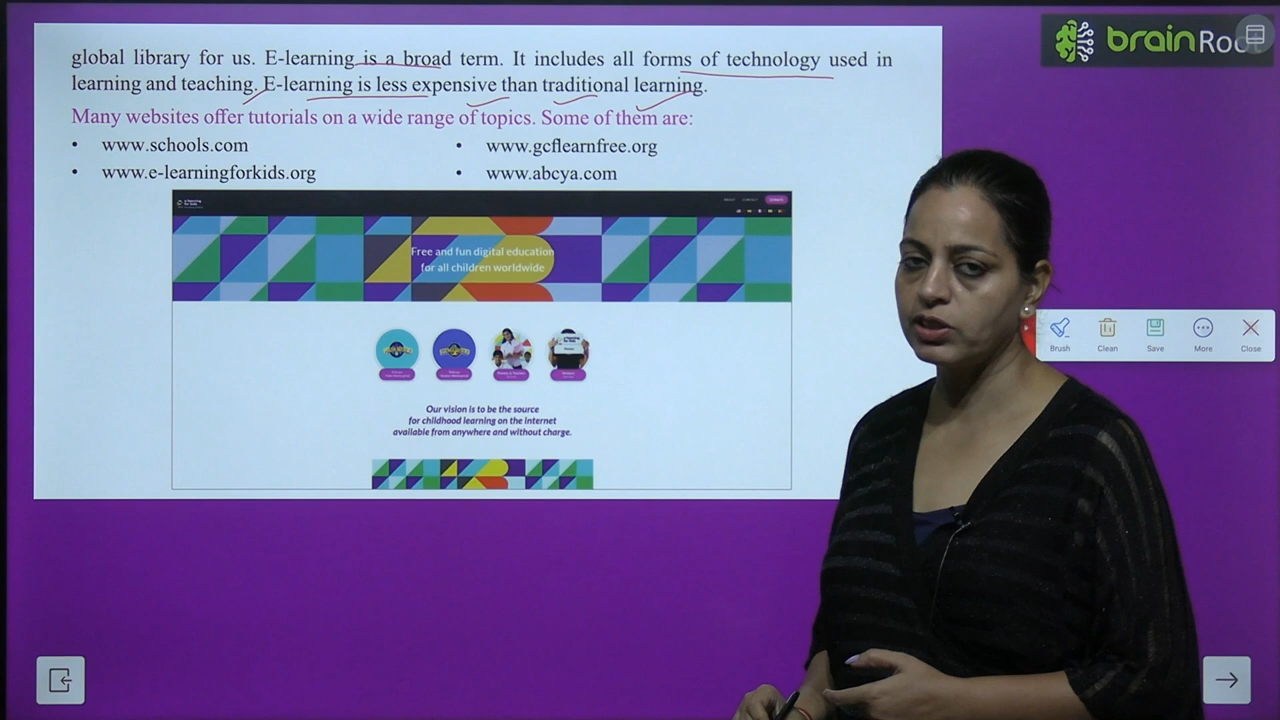 global library for us. E-learning is a broad term. It includes all forms of technology used in
learning and teaching. E-learning is less expensive than traditional learning.
Many websites offer tutorials on a wide range of topics. Some of them are:
• www.schools.com
• www.gcflearnfree.org
• www.e-learningforkids.org
• www.abcya.com
ABOUT CONTACT DONATE
Free and fun digital education
for all children worldwide
Our vision is to be the source
for childhood learning on the internet
available from anywhere and without charge.
brainRoot
Brush Clean Save More Close